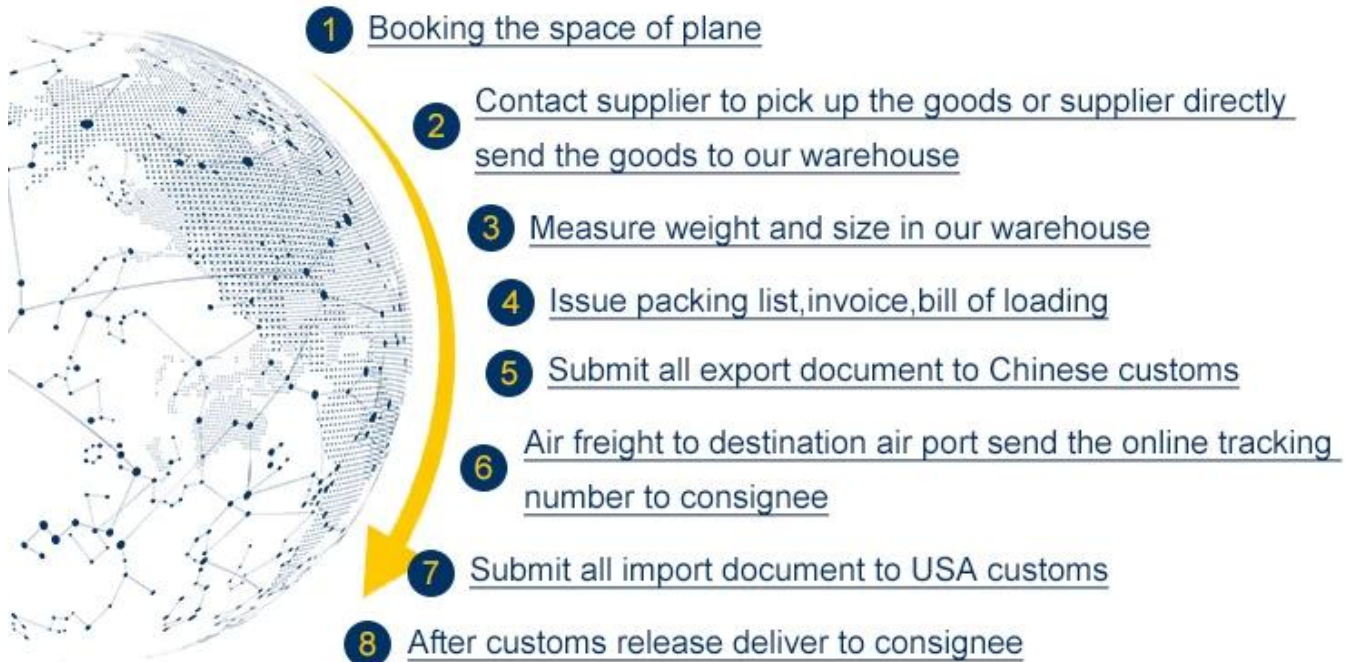 1 Booking the space of plane
2 Contact supplier to pick up the goods or supplier directly
send the goods to our warehouse
3 Measure weight and size in our warehouse
4 Issue packing list,invoice,bill of loading
5 Submit all export document to Chinese customs
6 Air freight to destination air port send the online tracking
number to consignee
7 Submit all import document to USA customs
8 After customs release deliver to consignee